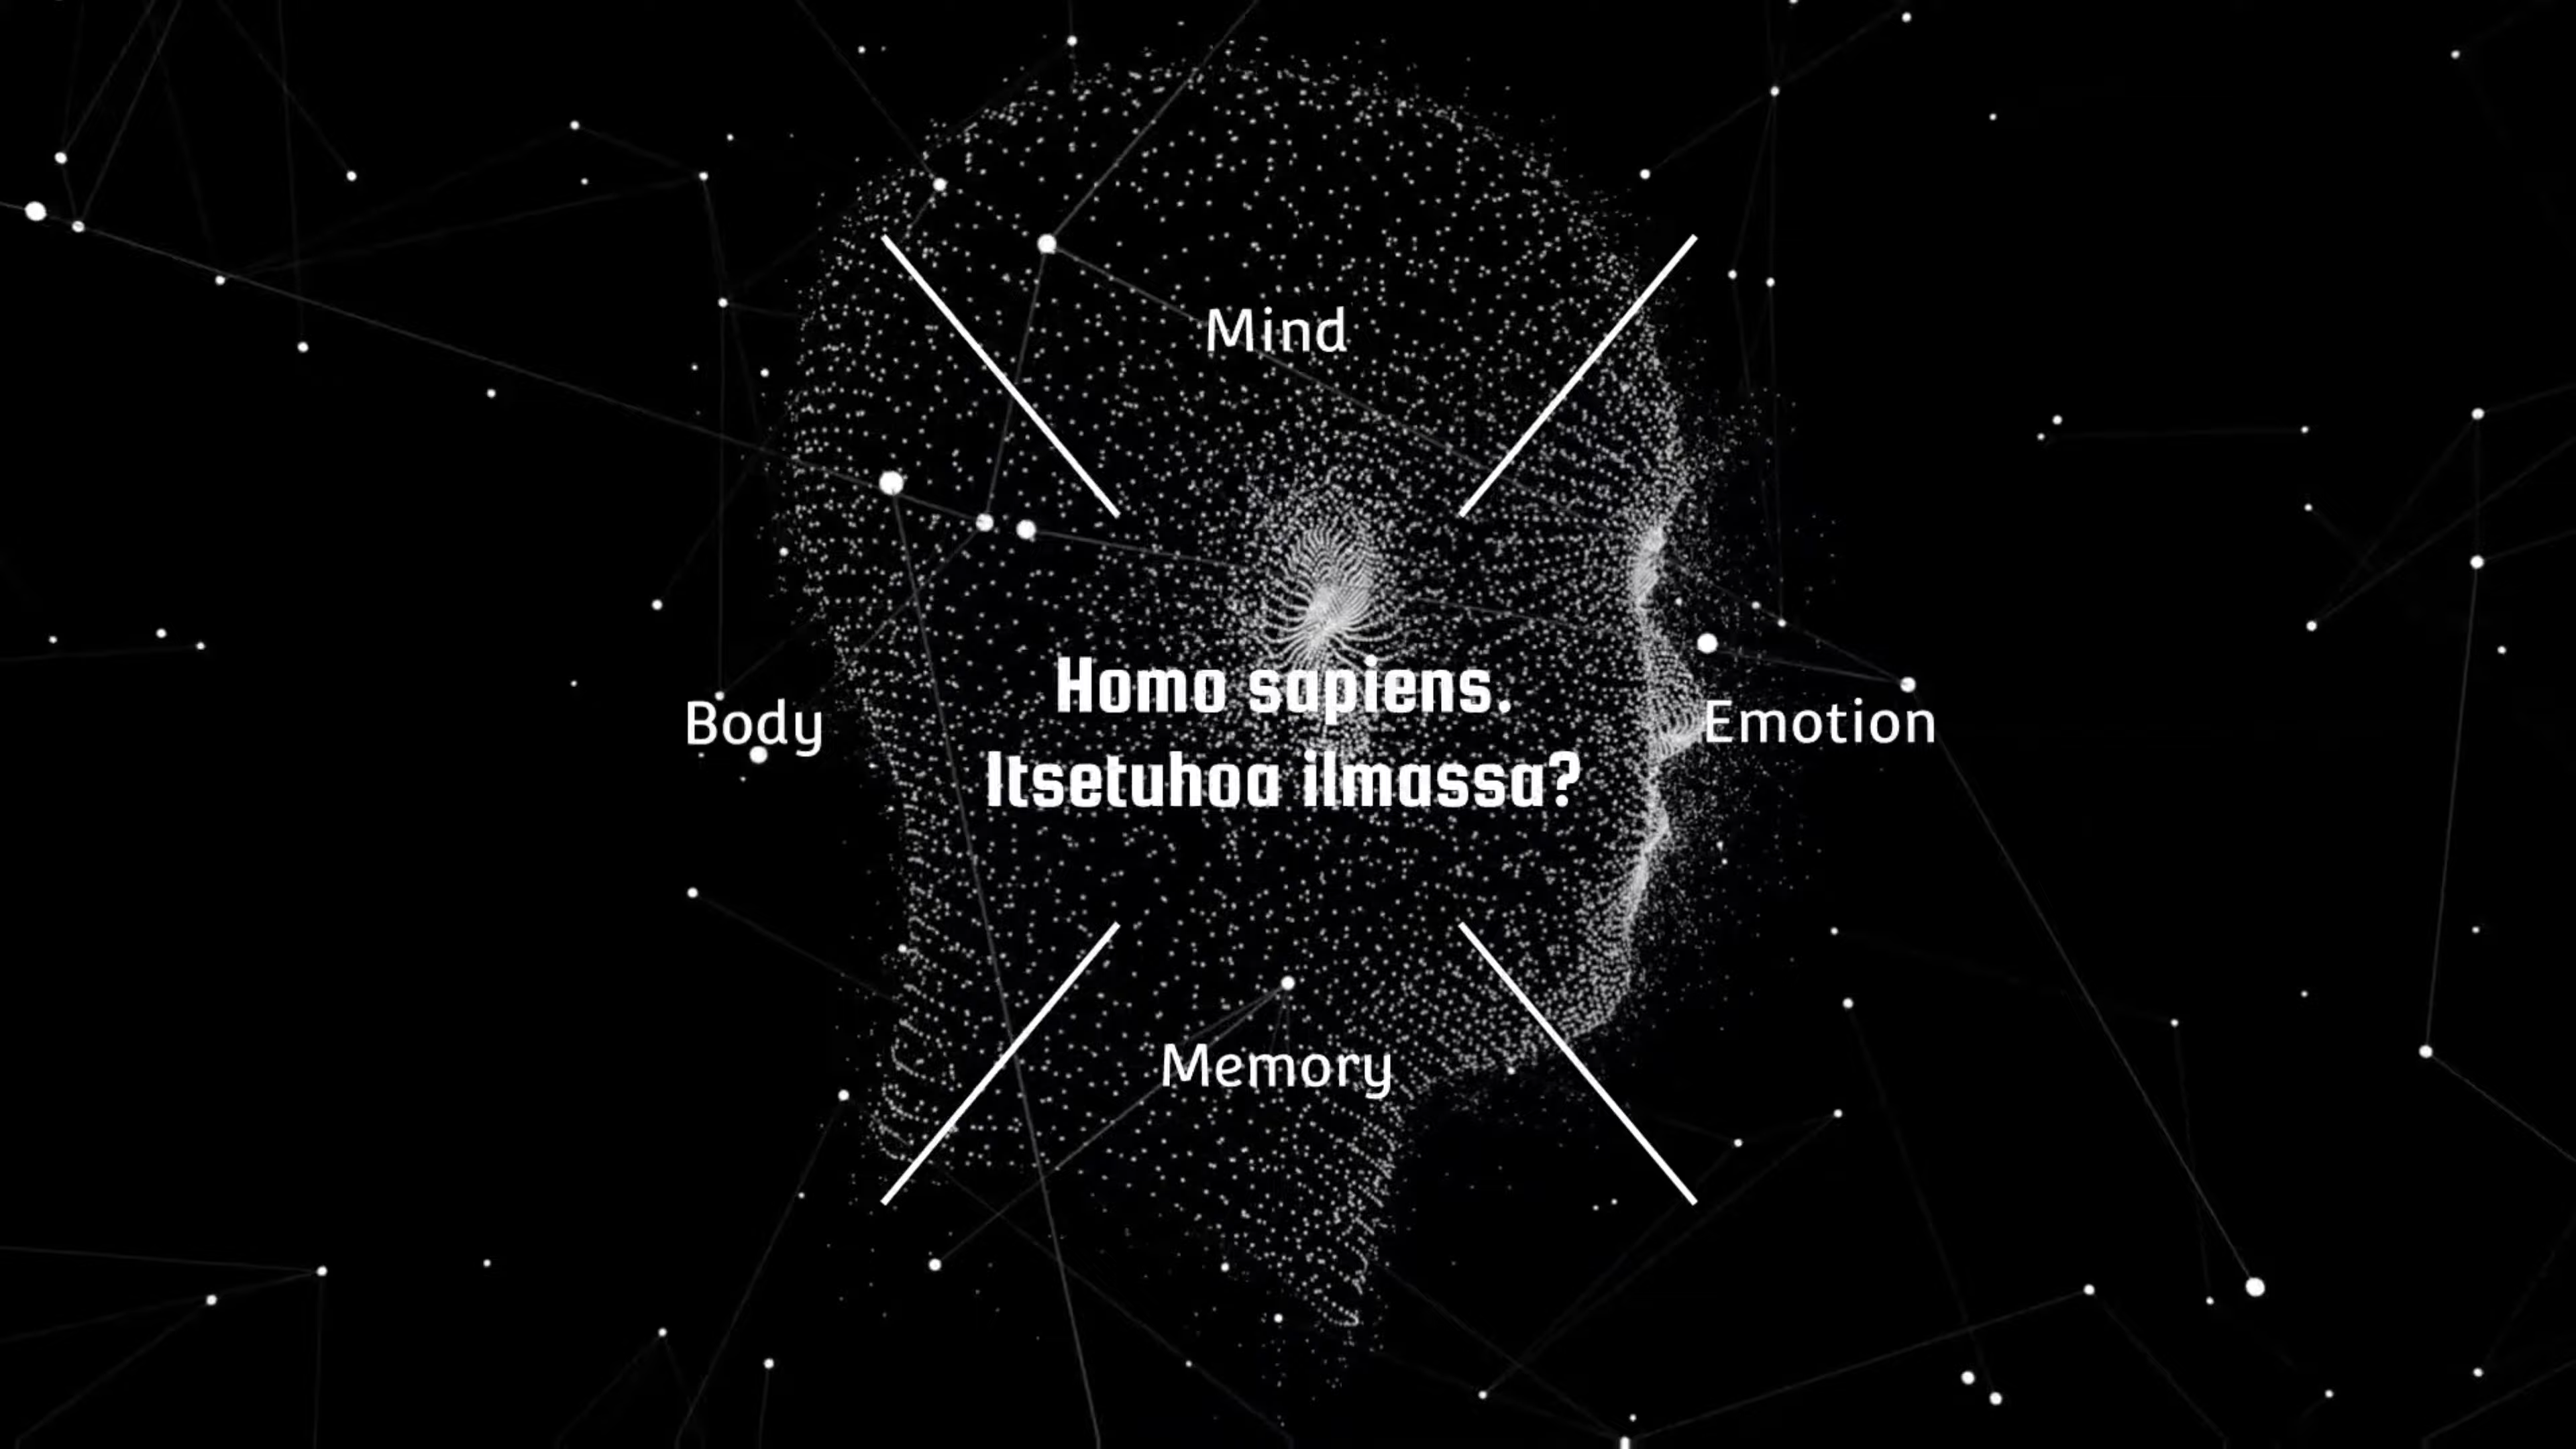 Mind
Homo sapiens.
Body
Emotion
Itsetuhoa ilmassa?
Memory